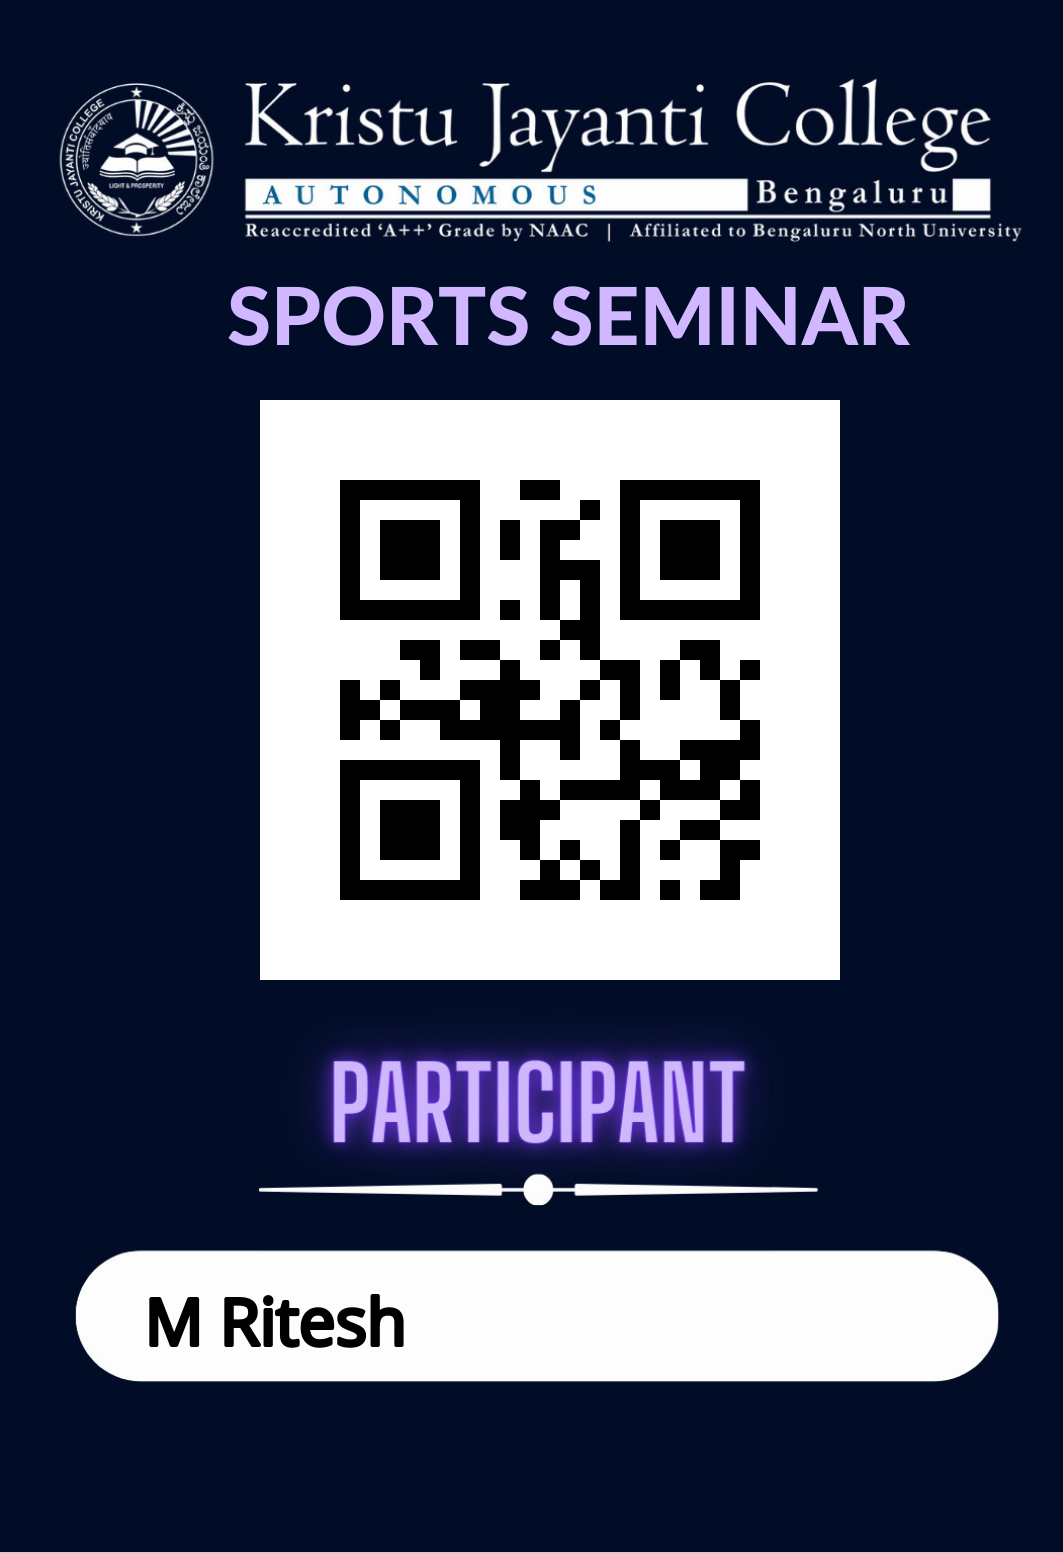 KRISTU JAYANTI COLLEGE
LIGHT & PROSPERITY
Kristu Jayanti College
AUTONOMOUS Bengaluru
Reaccredited ‘A++’ Grade by NAAC | Affiliated to Bengaluru North University
SPORTS SEMINAR
PARTICIPANT
M Ritesh